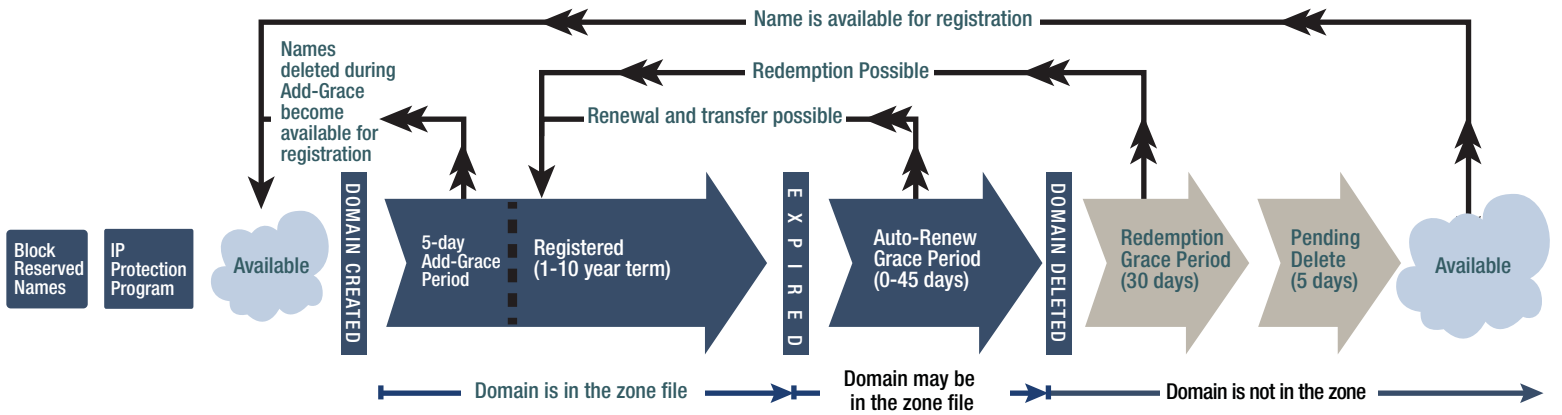 Name is available for registration
Names
deleted during
Add-Grace
become
available for
registration
Redemption Possible
Renewal and transfer possible
Block
Reserved
Names
IP
Protection
Program
Available
DOMAIN CREATED
5-day
Add-Grace
Period
Registered
(1-10 year term)
EXPIRED
Auto-Renew
Grace Period
(0-45 days)
DOMAIN DELETED
Redemption
Grace Period
(30 days)
Pending
Delete
(5 days)
Available
Domain is in the zone file
Domain may be
in the zone file
Domain is not in the zone